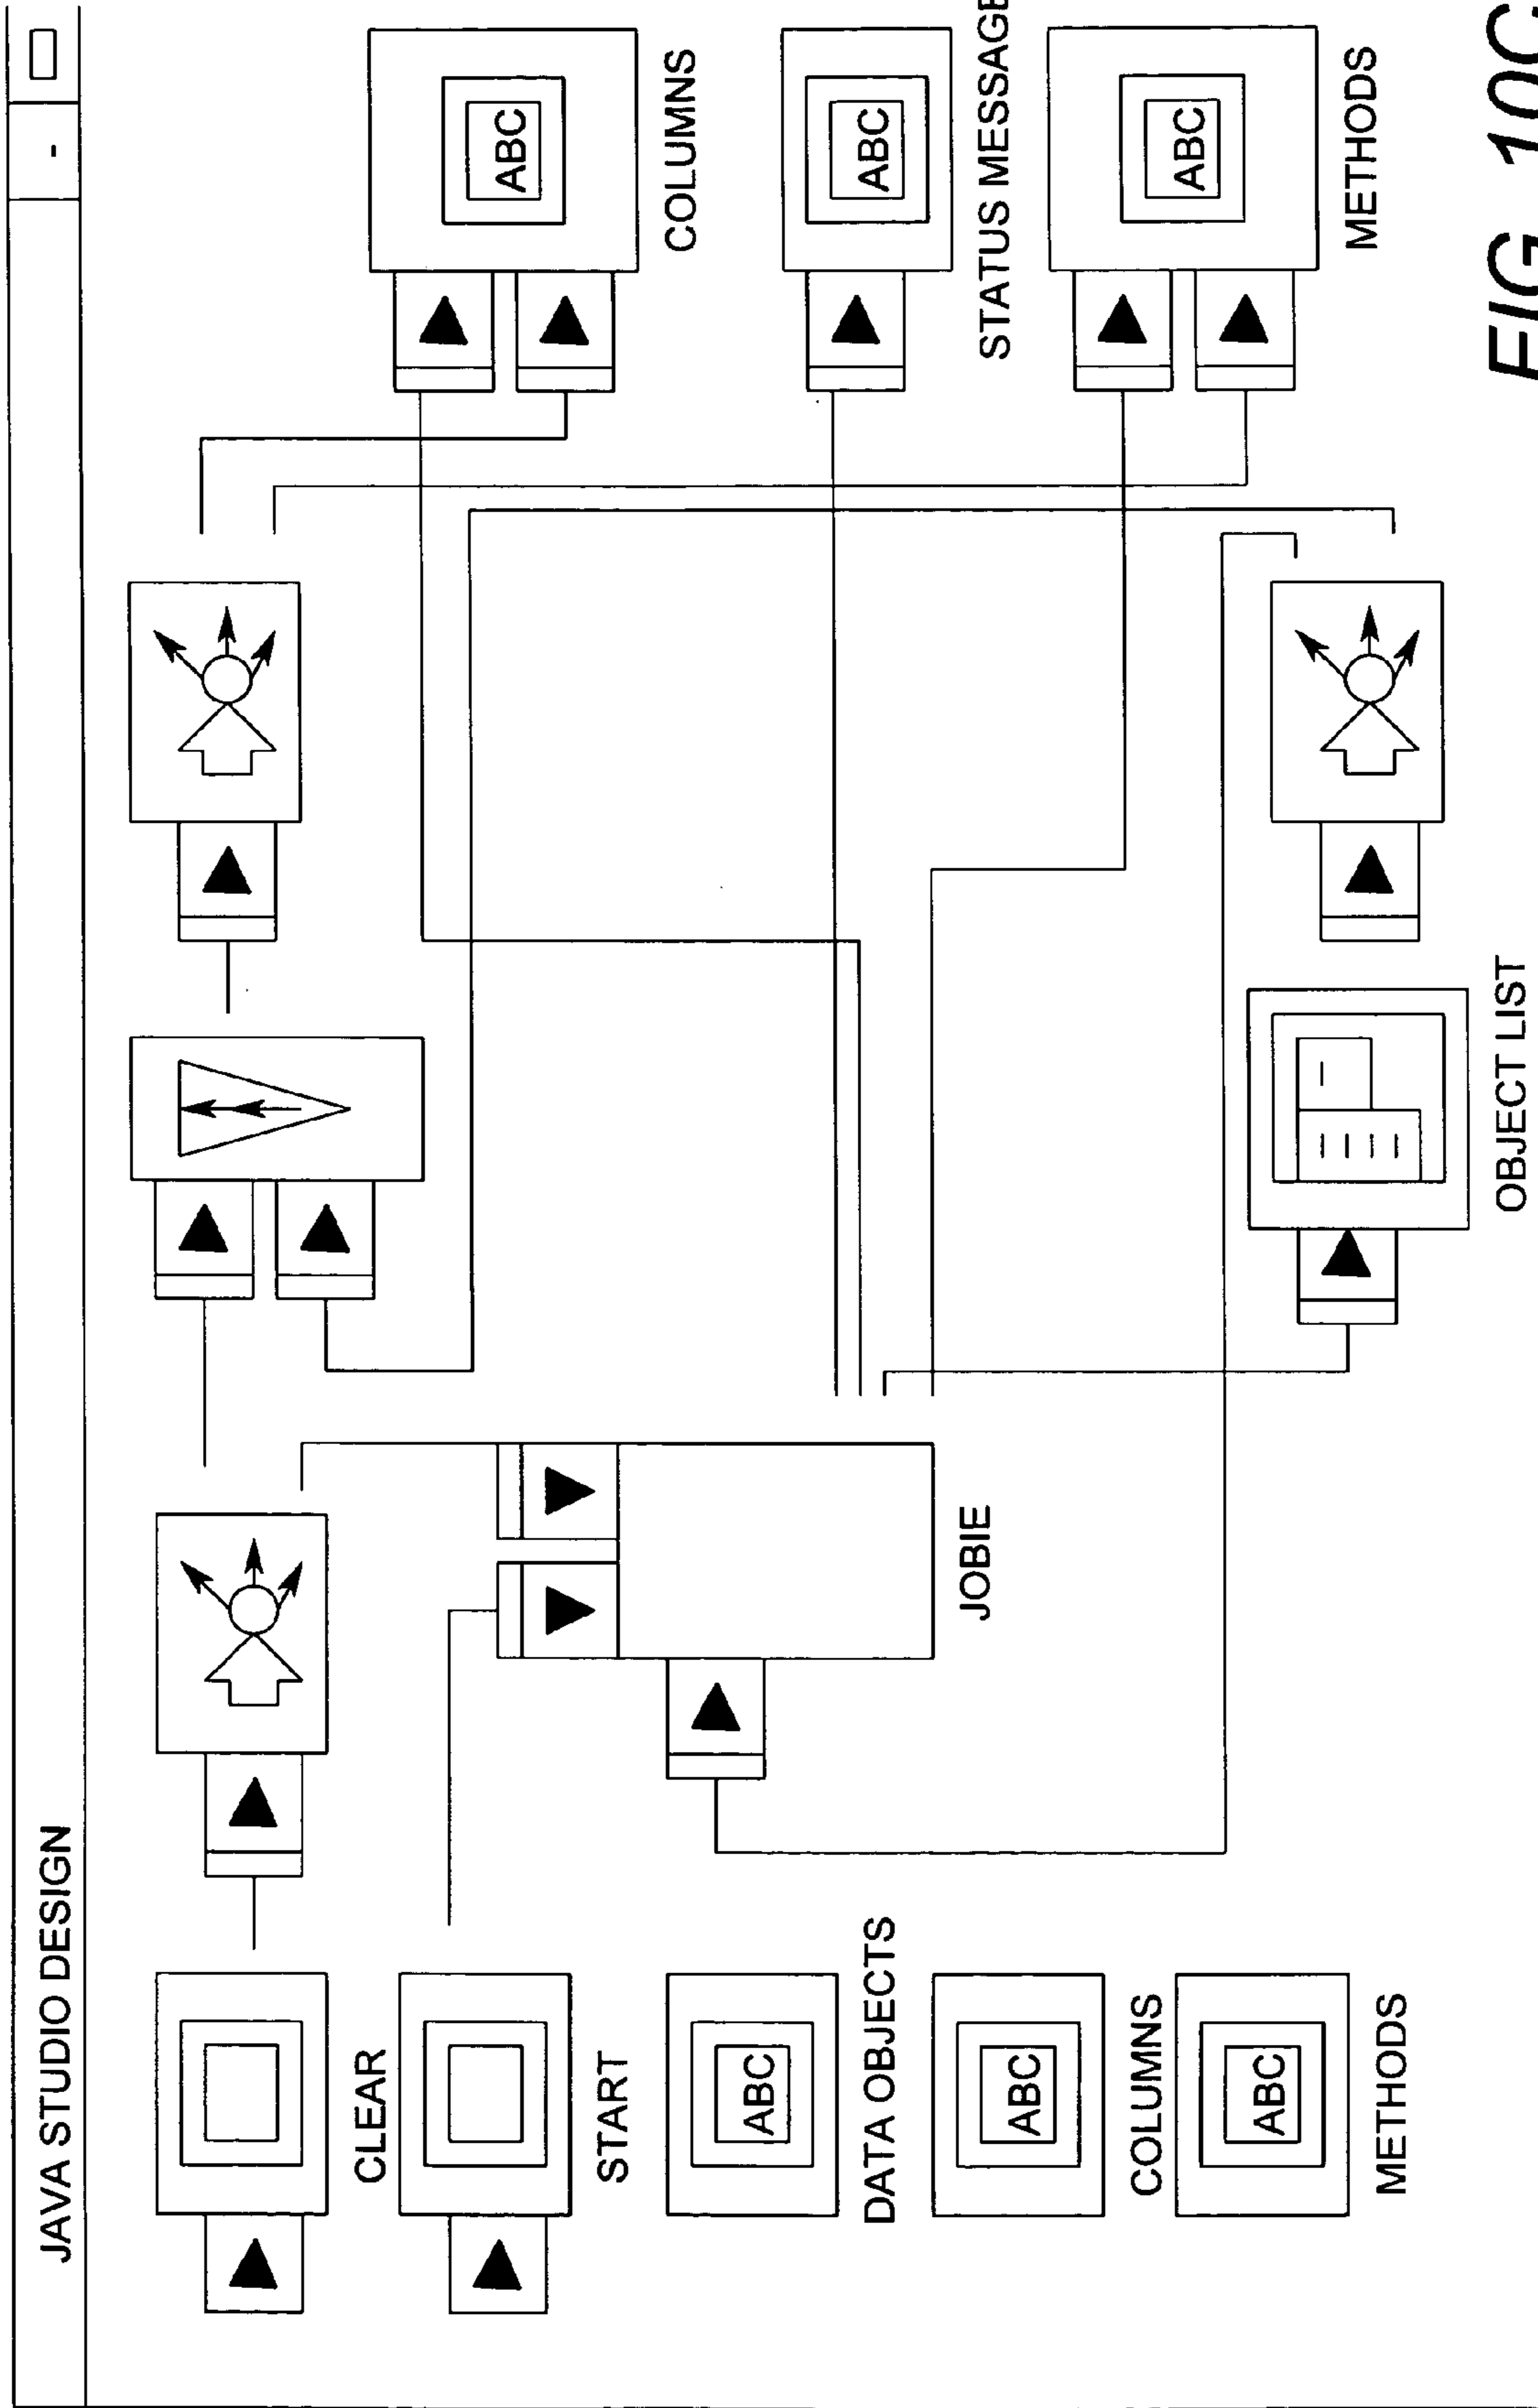 JAVA STUDIO DESIGN
-
CLEAR
START
ABC
DATA OBJECTS
ABC
COLUMNS
ABC
METHODS
JOBIE
OBJECT LIST
ABC
COLUMNS
ABC
STATUS MESSAGE
ABC
METHODS
FIG. 10C